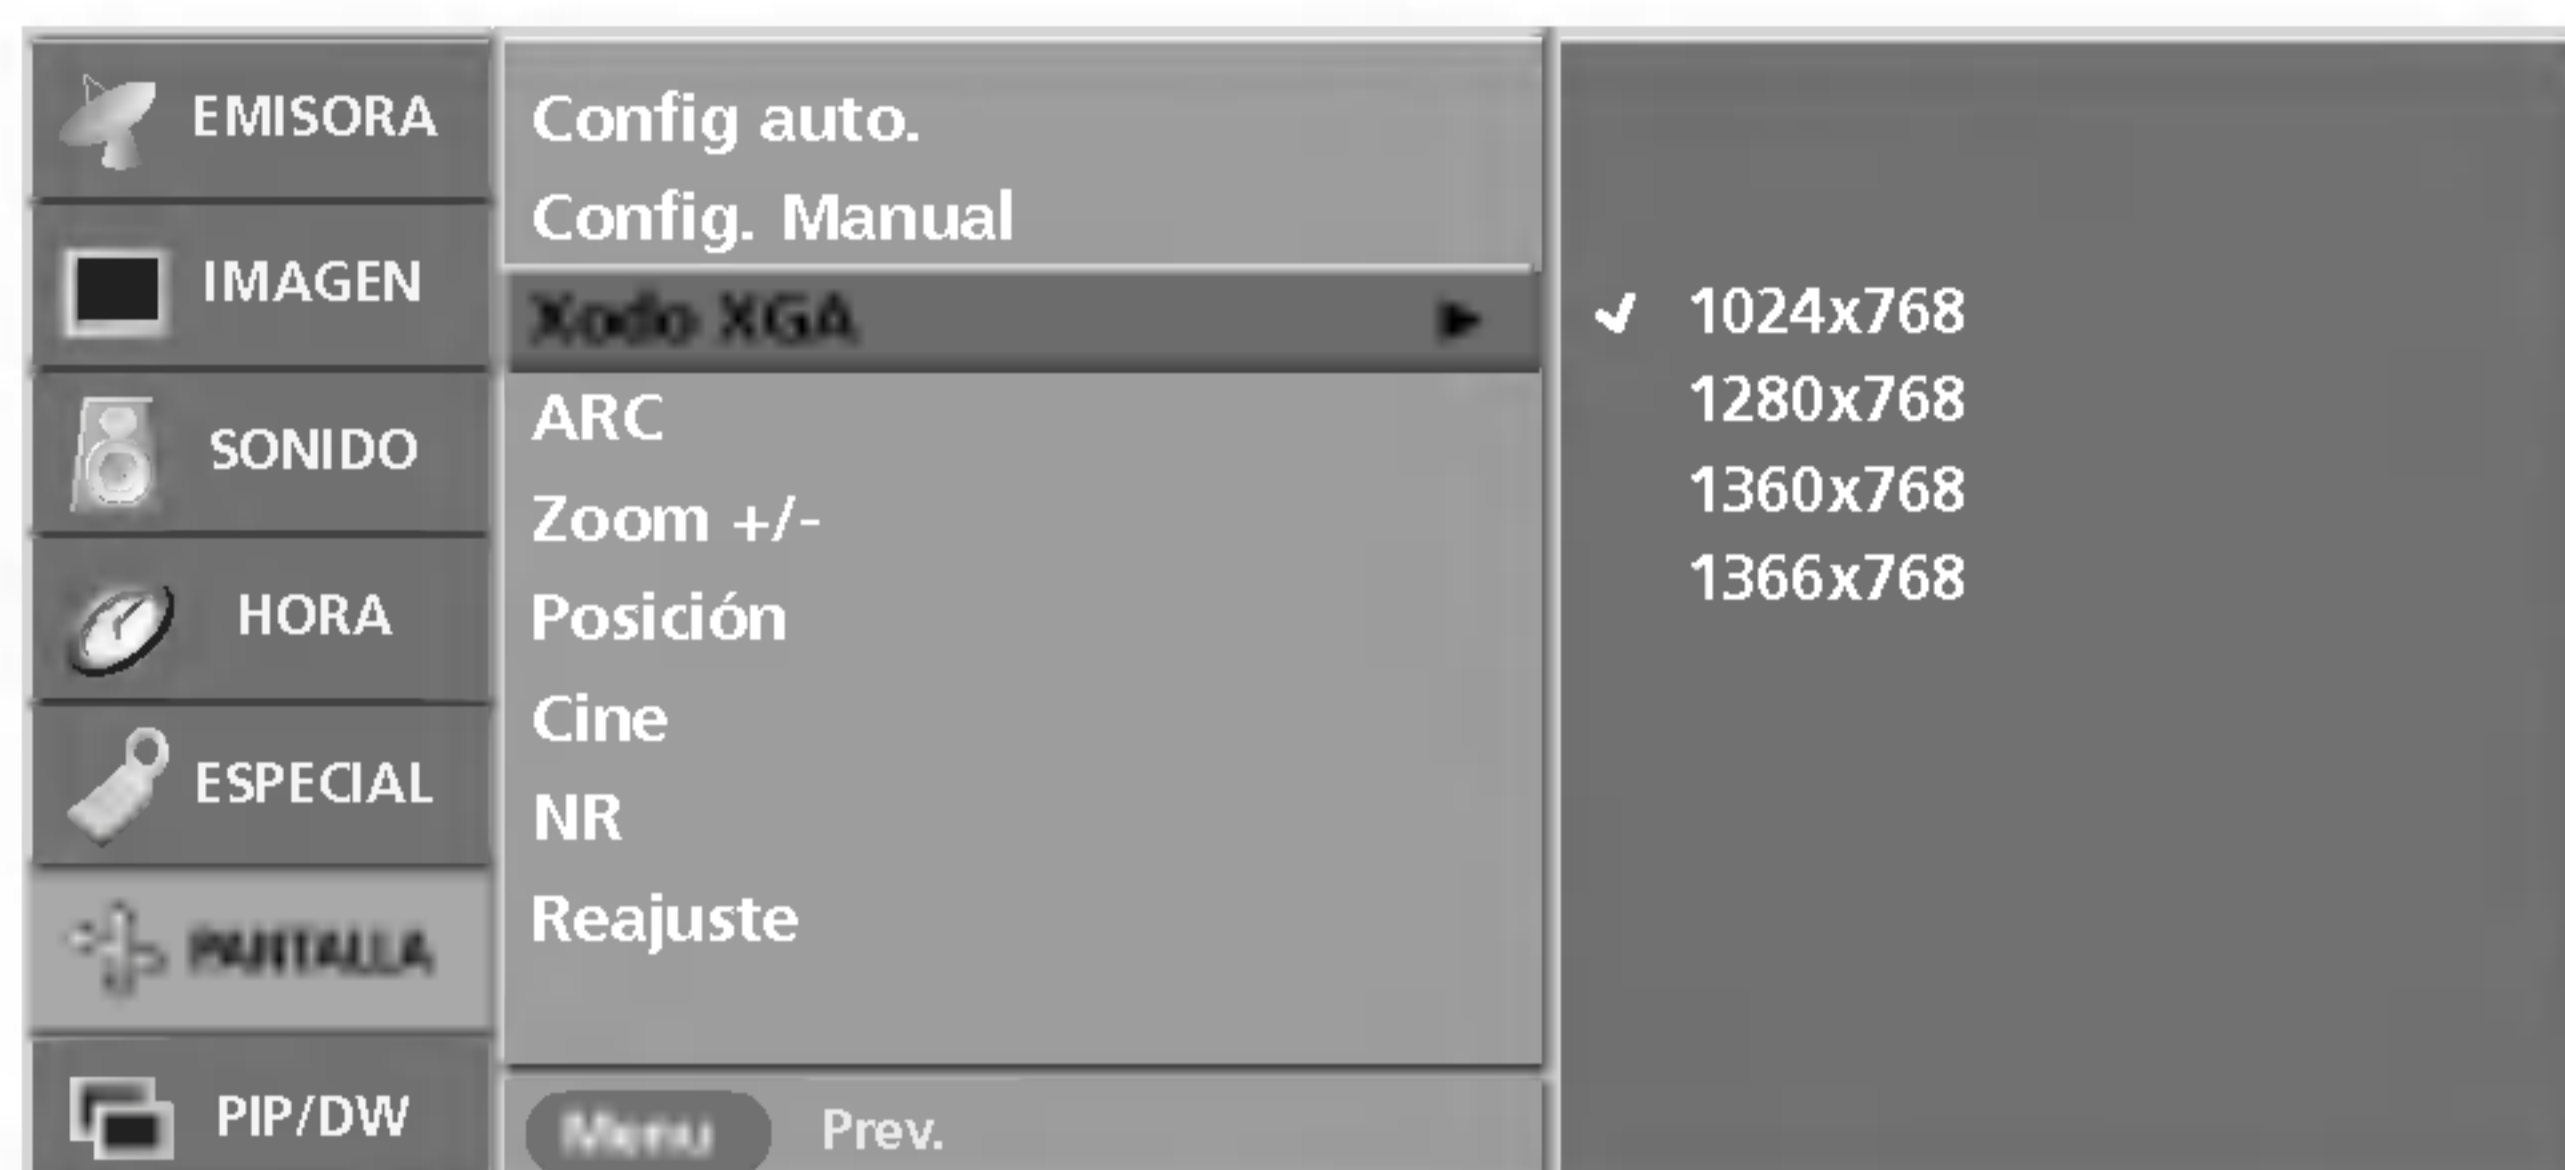 EMISORA
IMAGEN
SONIDO
HORA
ESPECIAL
PANTALLA
PIP/DW
Config auto.
Config. Manual
Xodo XGA
ARC
Zoom +/-
Posición
Cine
NR
Reajuste
Menu Prev.
1024x768
1280x768
1360x768
1366x768